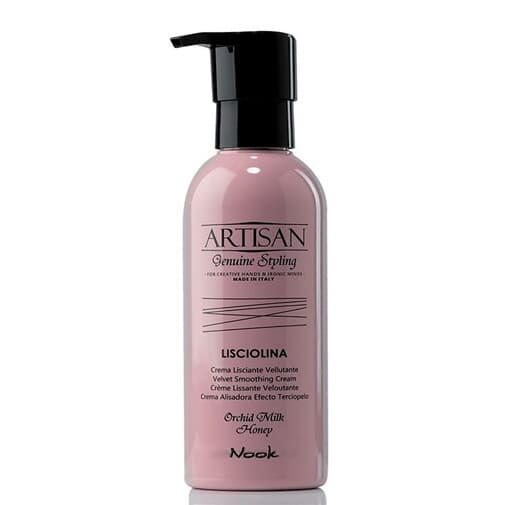 ARTISAN
Genuine Styling
- FOR CREATIVE HANDS & IRONIC MINDS -
MADE IN ITALY
LISCIOLINA
Crema Lisciante Vellutante
Velvet Smoothing Cream
Crème Lissante Veloutante
Crema Alisadora Efecto Terciopelo
Orchid Milk
Honey
Nook